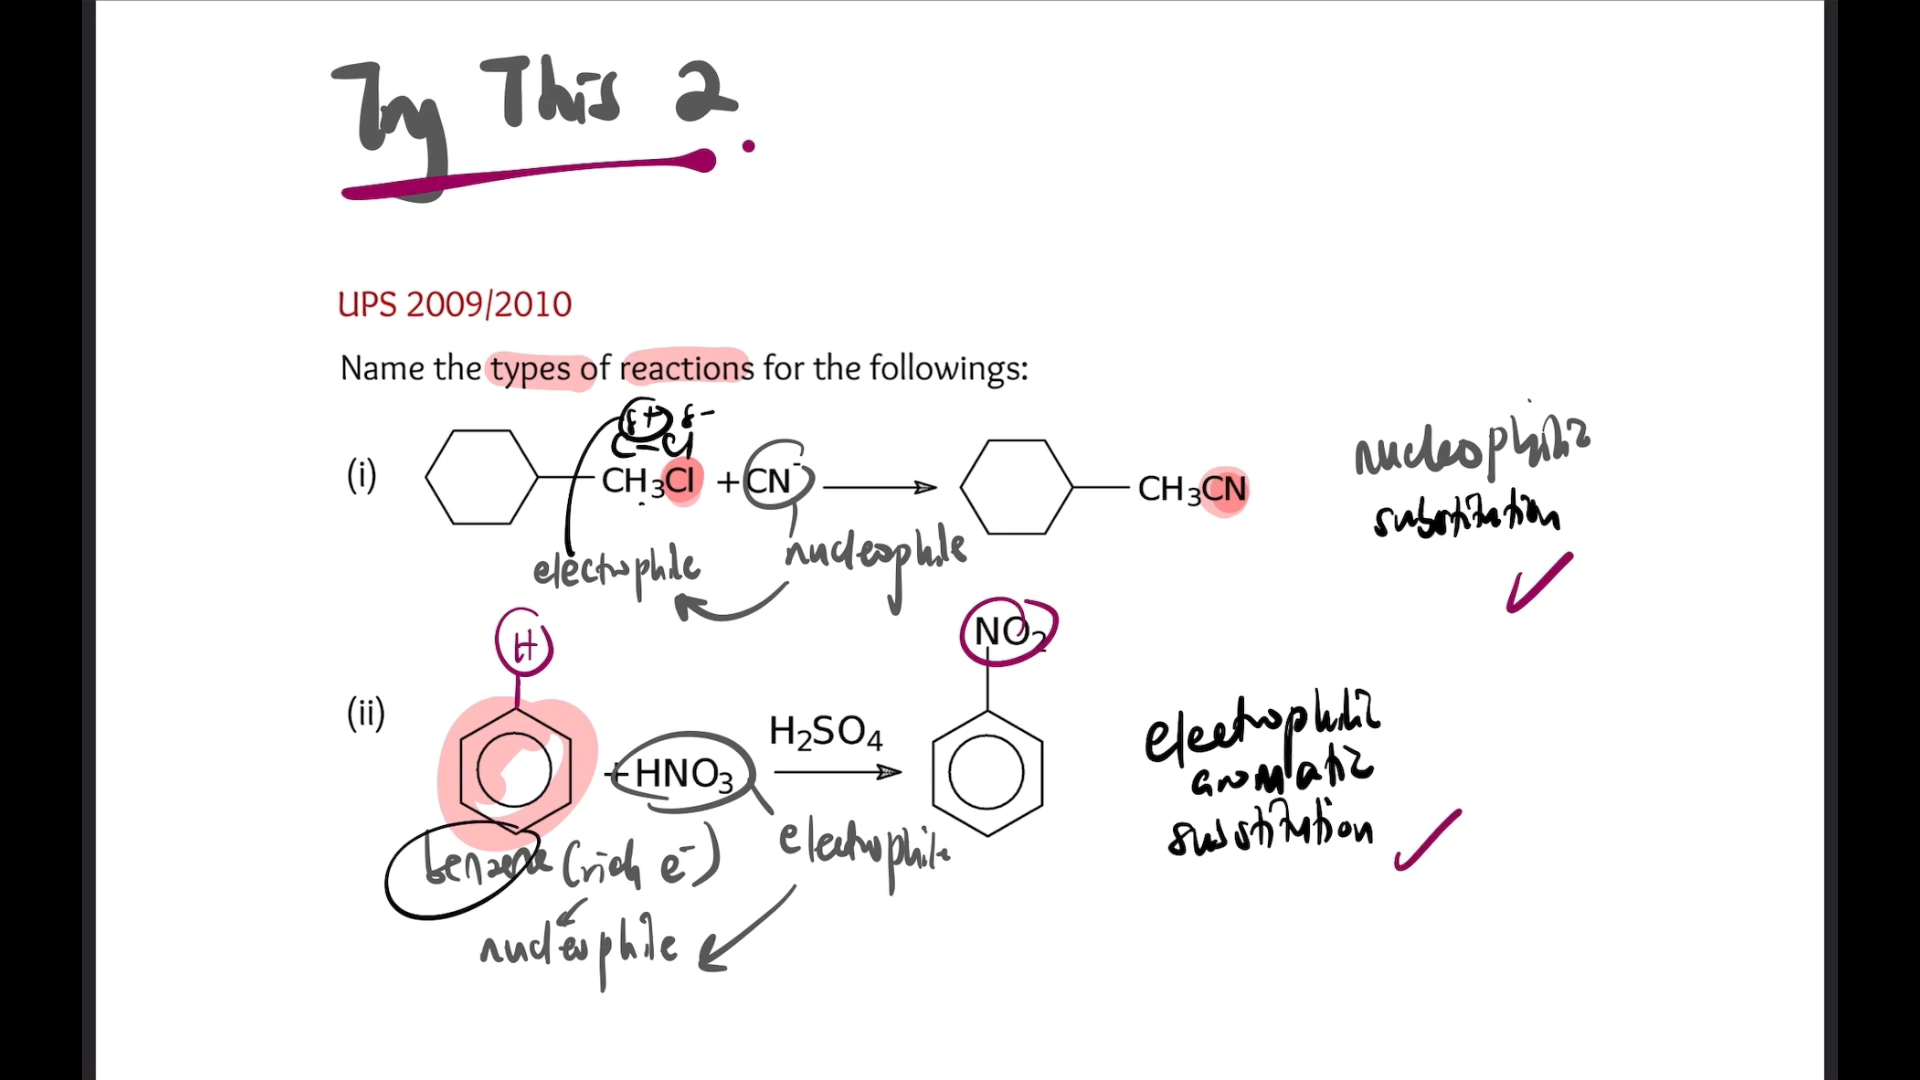 Try This 2.
UPS 2009/2010
Name the types of reactions for the followings:
δ+ δ-
C-Cl
(i) CH3Cl + CN- CH3CN
nucleophilic
substitution
electrophile nucleophile
H NO2
(ii) + HNO3 H2SO4
electrophilic
aromatic
substitution
benzene (rich e-) electrophile
nucleophile